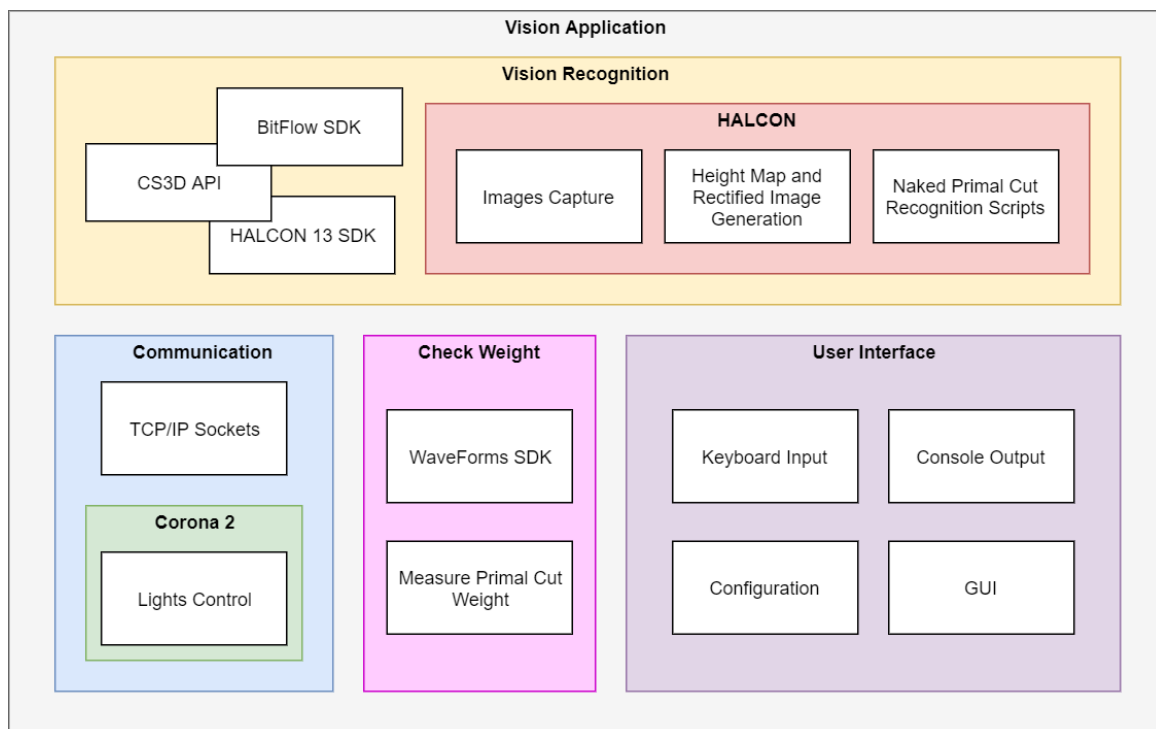 Vision Application
Vision Recognition
BitFlow SDK
CS3D API
HALCON 13 SDK
HALCON
Images Capture
Height Map and
Rectified Image
Generation
Naked Primal Cut
Recognition Scripts
Communication
TCP/IP Sockets
Corona 2
Lights Control
Check Weight
WaveForms SDK
Measure Primal Cut
Weight
User Interface
Keyboard Input
Console Output
Configuration
GUI